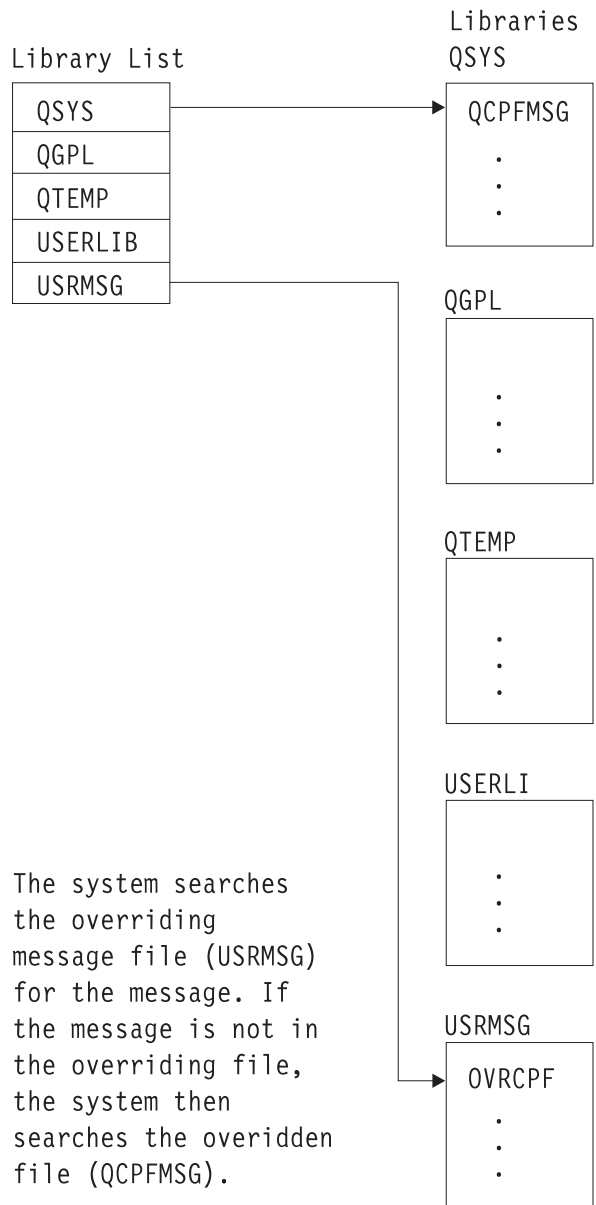 Library List
QSYS
QGPL
QTEMP
USERLIB
USRMSG
Libraries
QSYS
QCPFMSG
QGPL
QTEMP
USERLI
USRMSG
OVRCPF
The system searches
the overriding
message file (USRMSG)
for the message. If
the message is not in
the overriding file,
the system then
searches the overidden
file (QCPFMSG).